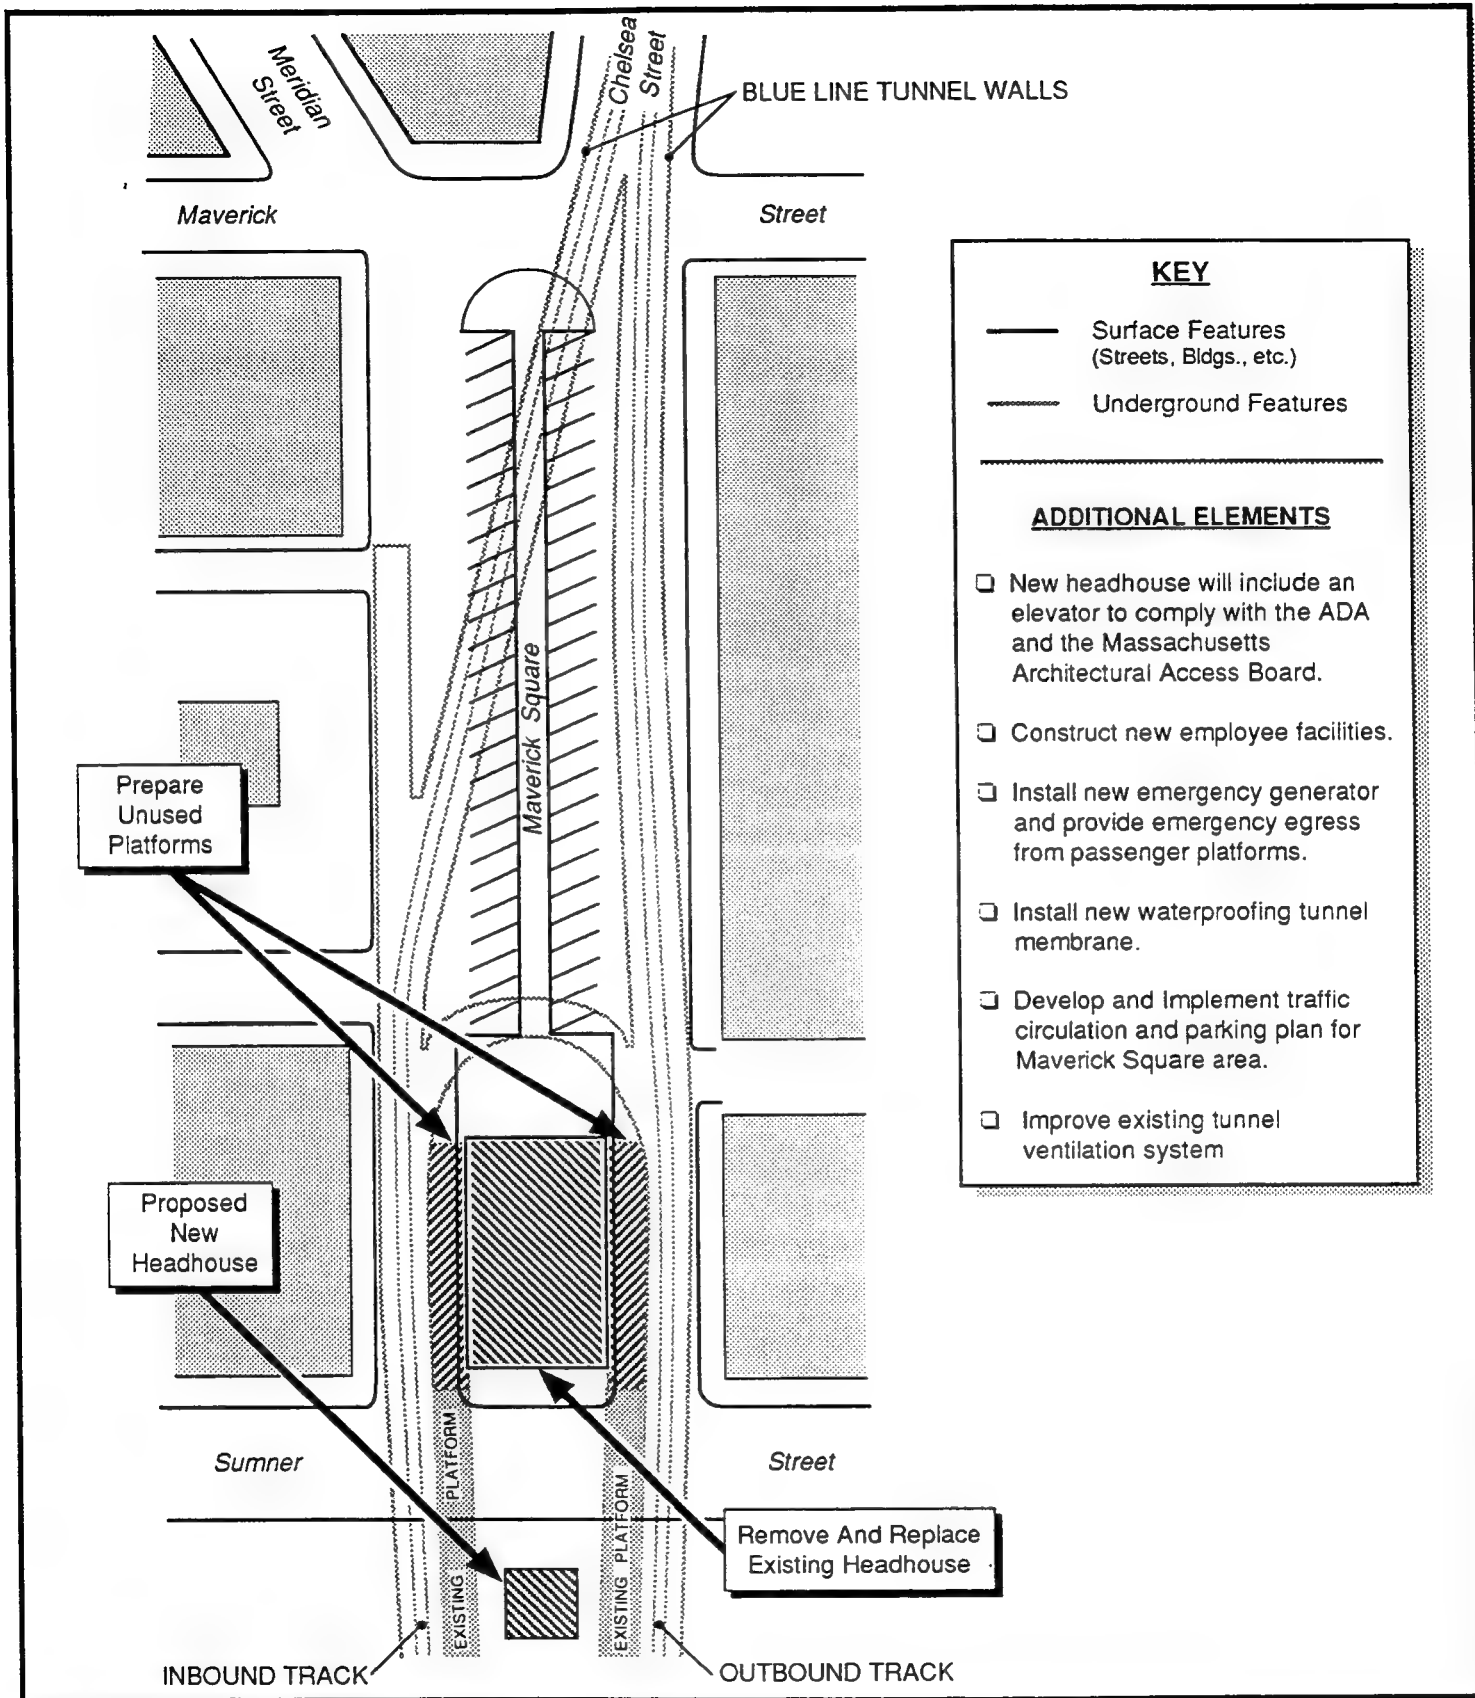 Meridian
Street
Chelsea
Street
BLUE LINE TUNNEL WALLS
Maverick
Street
KEY
Surface Features
(Streets, Bldgs., etc.)
Underground Features
ADDITIONAL ELEMENTS
❏ New headhouse will include an
elevator to comply with the ADA
and the Massachusetts
Architectural Access Board.
❏ Construct new employee facilities.
❏ Install new emergency generator
and provide emergency egress
from passenger platforms.
❏ Install new waterproofing tunnel
membrane.
❏ Develop and Implement traffic
circulation and parking plan for
Maverick Square area.
❏ Improve existing tunnel
ventilation system
Maverick Square
Prepare
Unused
Platforms
Proposed
New
Headhouse
Sumner
Street
EXISTING PLATFORM
EXISTING PLATFORM
Remove And Replace
Existing Headhouse
INBOUND TRACK
OUTBOUND TRACK